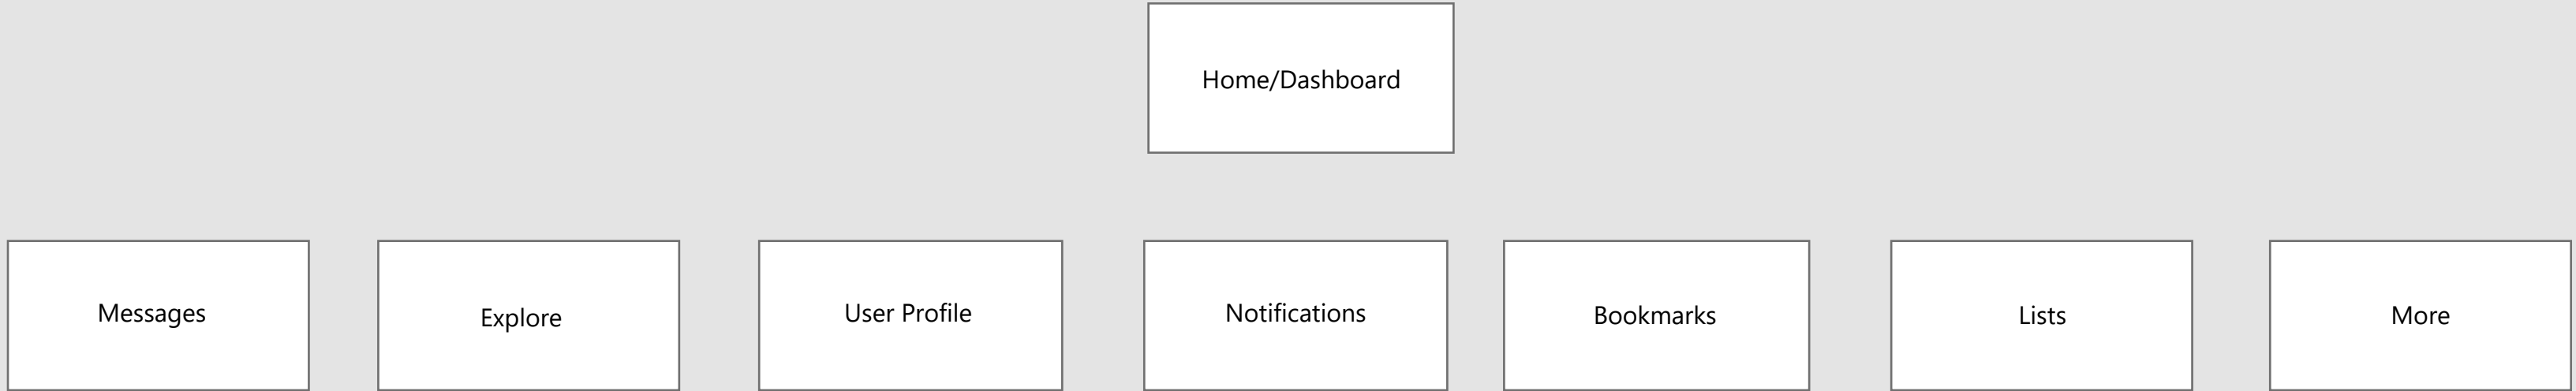 Home/Dashboard
Messages
Explore
User Profile
Notifications
Bookmarks
Lists
More